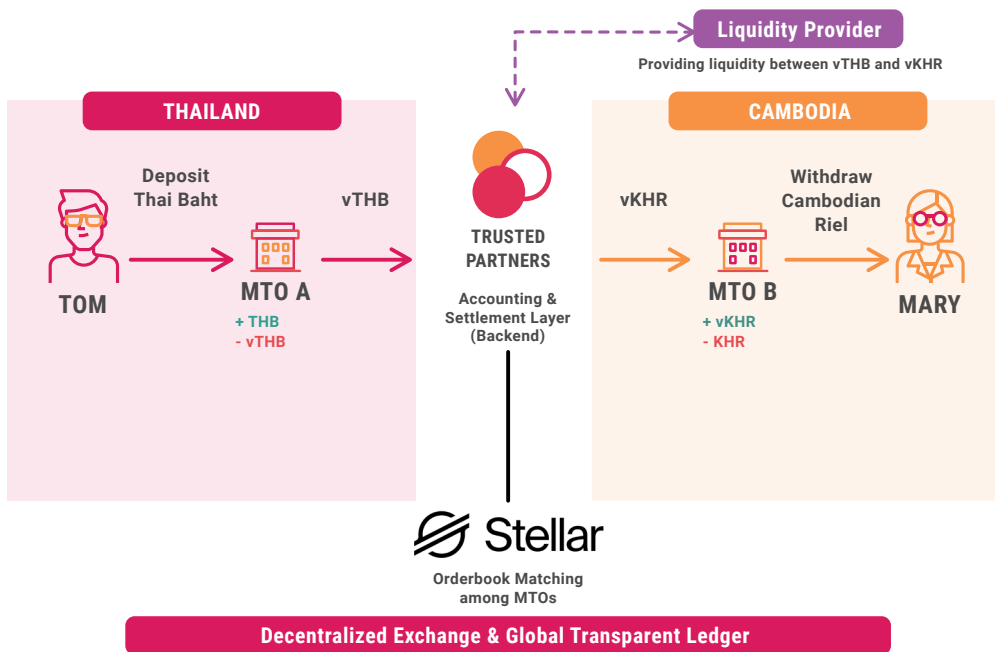 Liquidity Provider
Providing liquidity between vTHB and vKHR
THAILAND
CAMBODIA
Deposit
Thai Baht
vTHB
vKHR
Withdraw
Cambodian
Riel
TRUSTED
PARTNERS
TOM
MTO A
+ THB
- vTHB
Accounting &
Settlement Layer
(Backend)
MTO B
+ vKHR
- KHR
MARY
Stellar
Orderbook Matching
among MTOs
Decentralized Exchange & Global Transparent Ledger